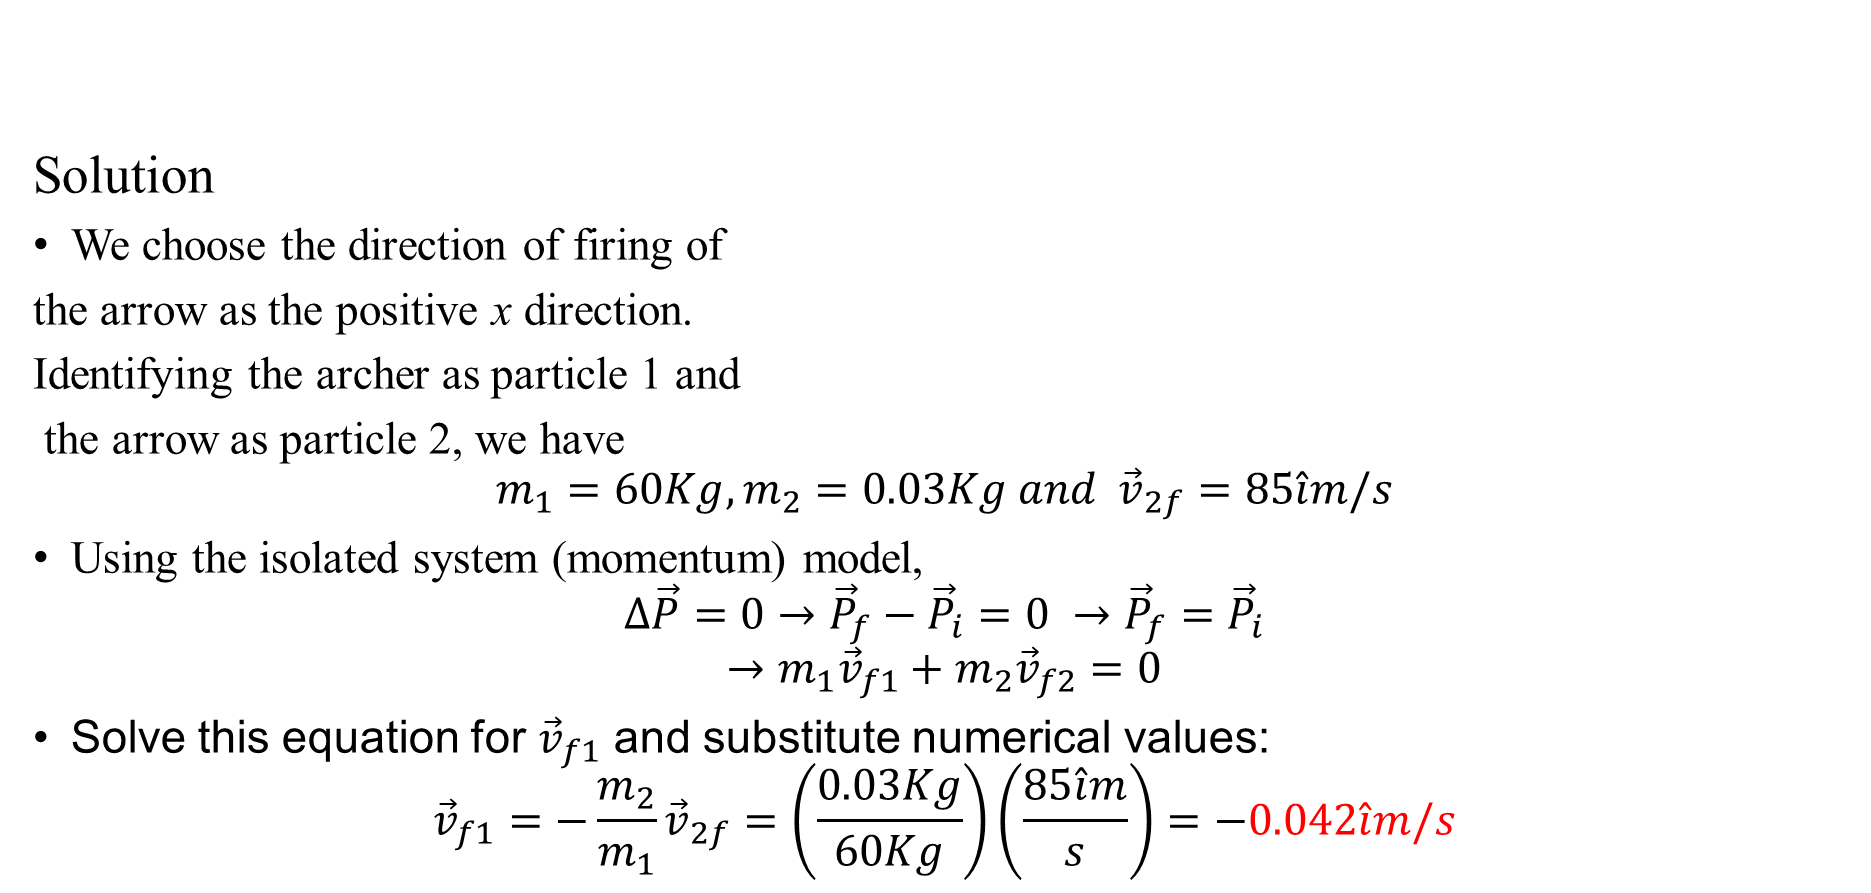 Solution
• We choose the direction of firing of
the arrow as the positive x direction.
Identifying the archer as particle 1 and
the arrow as particle 2, we have
m₁ = 60Kg, m₂ = 0.03Kg and v⃗₂f = 85îm/s
• Using the isolated system (momentum) model,
ΔP⃗ = 0 → P⃗f − P⃗i = 0 → P⃗f = P⃗i
→ m₁v⃗f1 + m₂v⃗f2 = 0
• Solve this equation for v⃗f1 and substitute numerical values:
v⃗f1 = −(m₂/m₁)v⃗₂f = (0.03Kg/60Kg)(85îm/s) = −0.042îm/s